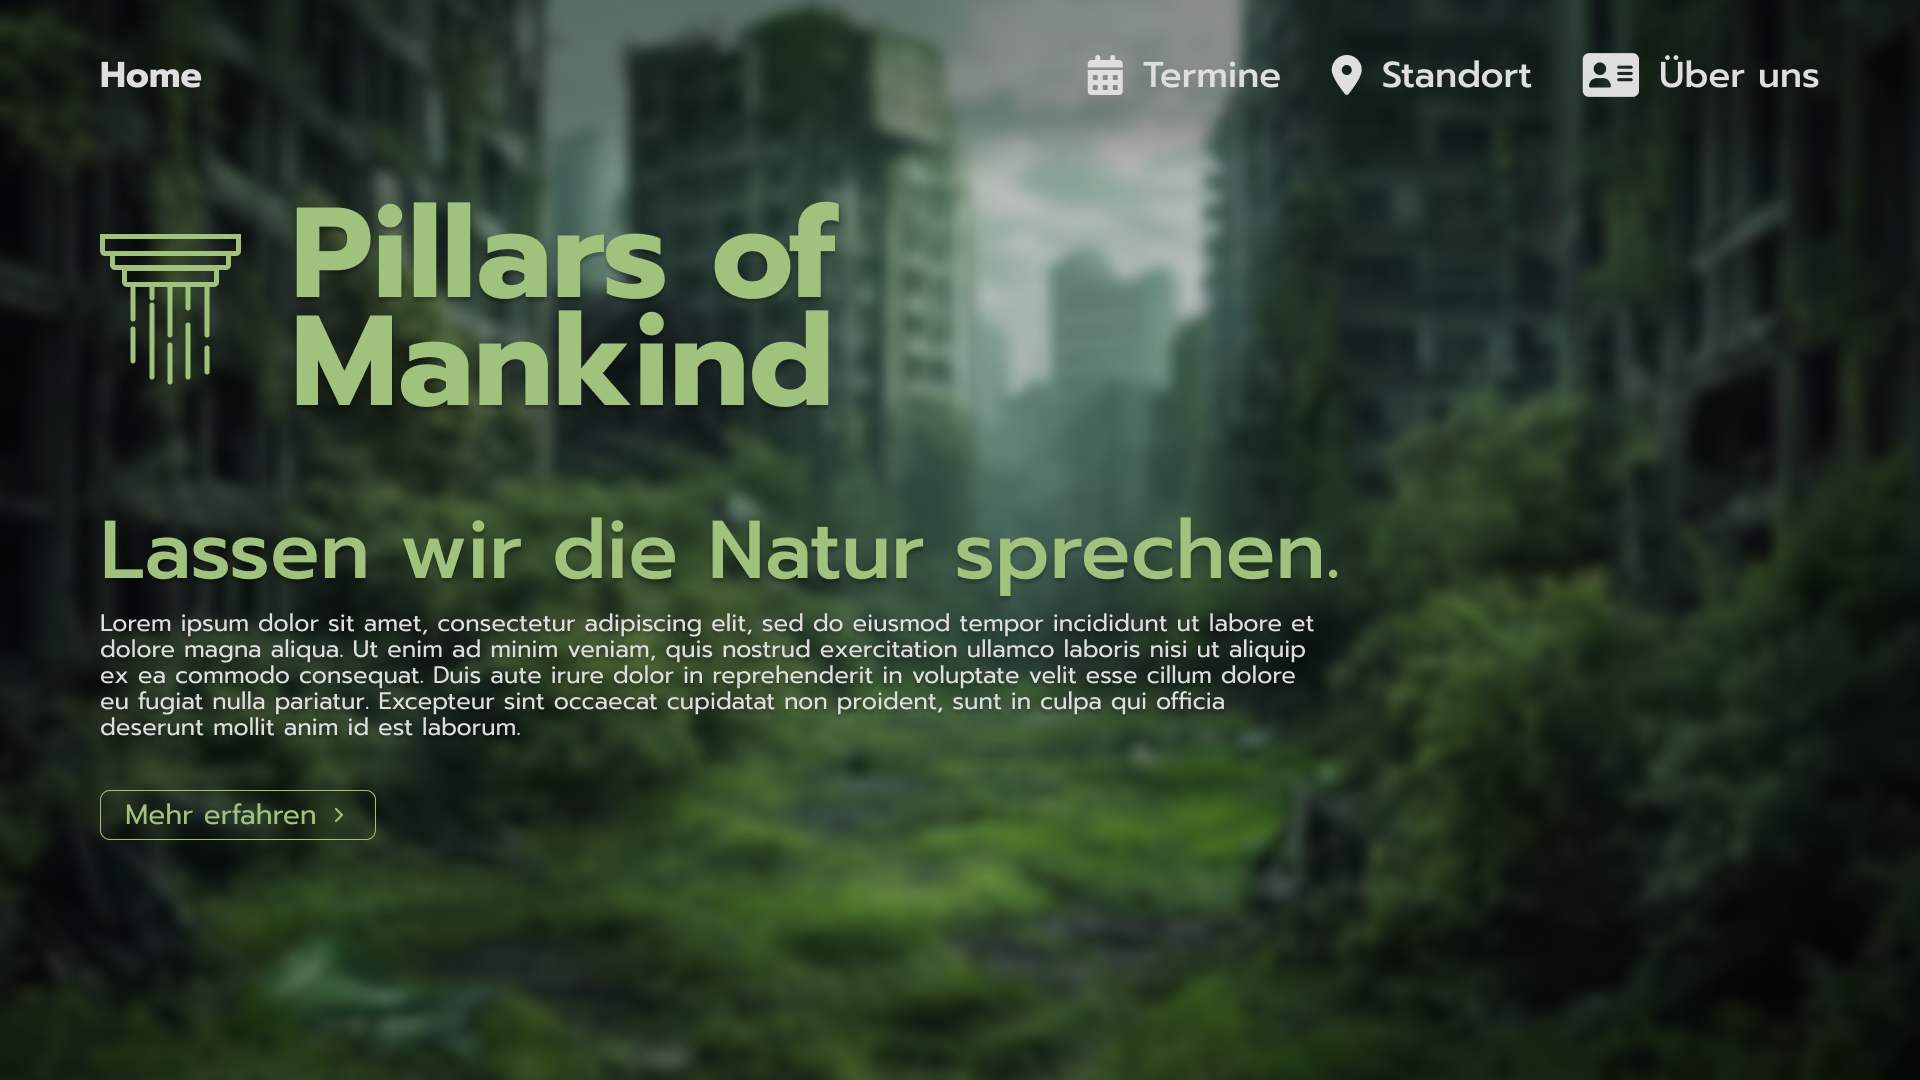 Home
Termine
Standort
Über uns
Pillars of
Mankind
Lassen wir die Natur sprechen.
Lorem ipsum dolor sit amet, consectetur adipiscing elit, sed do eiusmod tempor incididunt ut labore et
dolore magna aliqua. Ut enim ad minim veniam, quis nostrud exercitation ullamco laboris nisi ut aliquip
ex ea commodo consequat. Duis aute irure dolor in reprehenderit in voluptate velit esse cillum dolore
eu fugiat nulla pariatur. Excepteur sint occaecat cupidatat non proident, sunt in culpa qui officia
deserunt mollit anim id est laborum.
Mehr erfahren